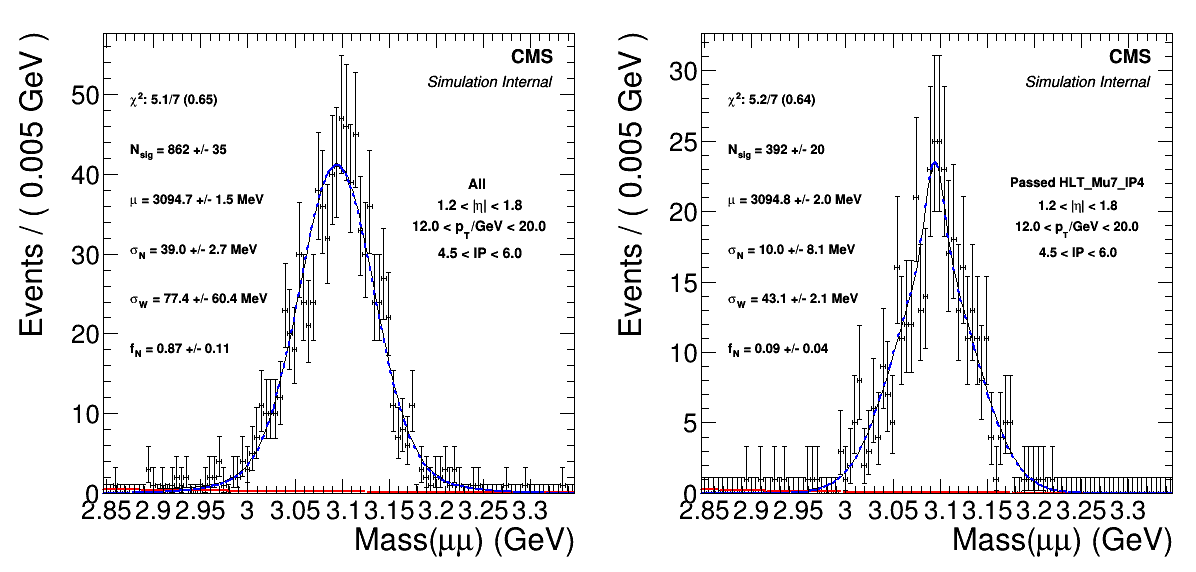 Events / ( 0.005 GeV )
CMS
Simulation Internal
χ²: 5.1/7 (0.65)
N_sig = 862 +/- 35
μ = 3094.7 +/- 1.5 MeV
σ_N = 39.0 +/- 2.7 MeV
σ_W = 77.4 +/- 60.4 MeV
f_N = 0.87 +/- 0.11
All
1.2 < |η| < 1.8
12.0 < p_T/GeV < 20.0
4.5 < IP < 6.0
50
40
30
20
10
0
2.85 2.9 2.95 3 3.05 3.1 3.15 3.2 3.25 3.3
Mass(μμ) (GeV)
Events / ( 0.005 GeV )
CMS
Simulation Internal
χ²: 5.2/7 (0.64)
N_sig = 392 +/- 20
μ = 3094.8 +/- 2.0 MeV
σ_N = 10.0 +/- 8.1 MeV
σ_W = 43.1 +/- 2.1 MeV
f_N = 0.09 +/- 0.04
Passed HLT_Mu7_IP4
1.2 < |η| < 1.8
12.0 < p_T/GeV < 20.0
4.5 < IP < 6.0
30
25
20
15
10
5
0
2.85 2.9 2.95 3 3.05 3.1 3.15 3.2 3.25 3.3
Mass(μμ) (GeV)